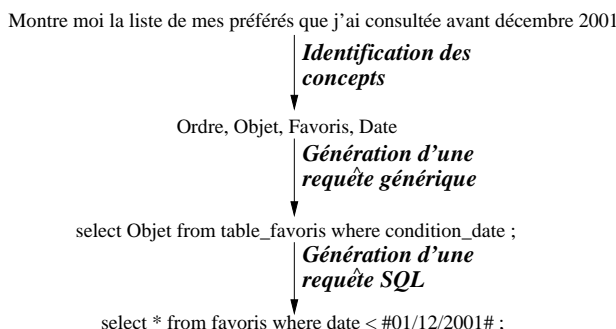 Montre moi la liste de mes préférés que j'ai consultée avant décembre 2001
Identification des
concepts
Ordre, Objet, Favoris, Date
Génération d'une
requête générique
select Objet from table_favoris where condition_date ;
Génération d'une
requête SQL
select * from favoris where date < #01/12/2001# ;